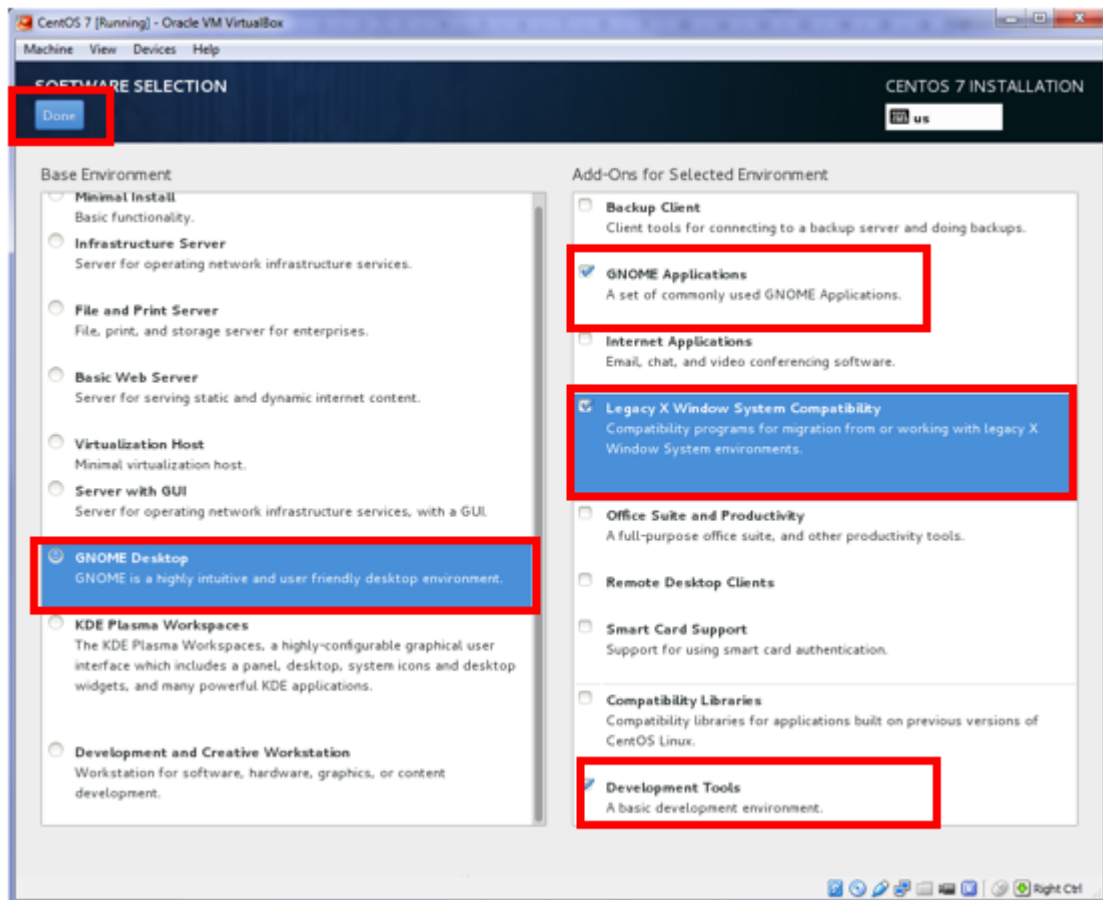 CentOS 7 [Running] - Oracle VM VirtualBox
Machine View Devices Help
SOFTWARE SELECTION
CENTOS 7 INSTALLATION
Done
us
Base Environment
Minimal Install
Basic functionality.
Infrastructure Server
Server for operating network infrastructure services.
File and Print Server
File, print, and storage server for enterprises.
Basic Web Server
Server for serving static and dynamic internet content.
Virtualization Host
Minimal virtualization host.
Server with GUI
Server for operating network infrastructure services, with a GUI.
GNOME Desktop
GNOME is a highly intuitive and user friendly desktop environment.
KDE Plasma Workspaces
The KDE Plasma Workspaces, a highly-configurable graphical user
interface which includes a panel, desktop, system icons and desktop
widgets, and many powerful KDE applications.
Development and Creative Workstation
Workstation for software, hardware, graphics, or content
development.
Add-Ons for Selected Environment
Backup Client
Client tools for connecting to a backup server and doing backups.
GNOME Applications
A set of commonly used GNOME Applications.
Internet Applications
Email, chat, and video conferencing software.
Legacy X Window System Compatibility
Compatibility programs for migration from or working with legacy X
Window System environments.
Office Suite and Productivity
A full-purpose office suite, and other productivity tools.
Remote Desktop Clients
Smart Card Support
Support for using smart card authentication.
Compatibility Libraries
Compatibility libraries for applications built on previous versions of
CentOS Linux.
Development Tools
A basic development environment.
Right Ctrl